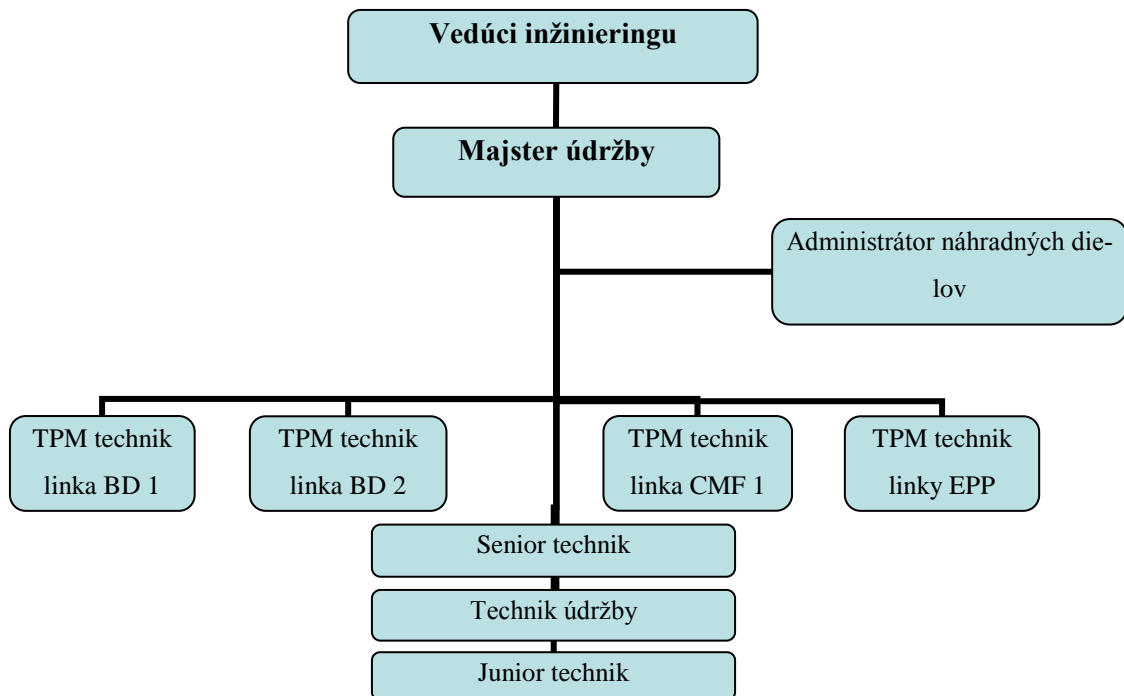 Vedúci inžinieringu
Majster údržby
Administrátor náhradných die-
lov
TPM technik
linka BD 1
TPM technik
linka BD 2
TPM technik
linka CMF 1
TPM technik
linky EPP
Senior technik
Technik údržby
Junior technik